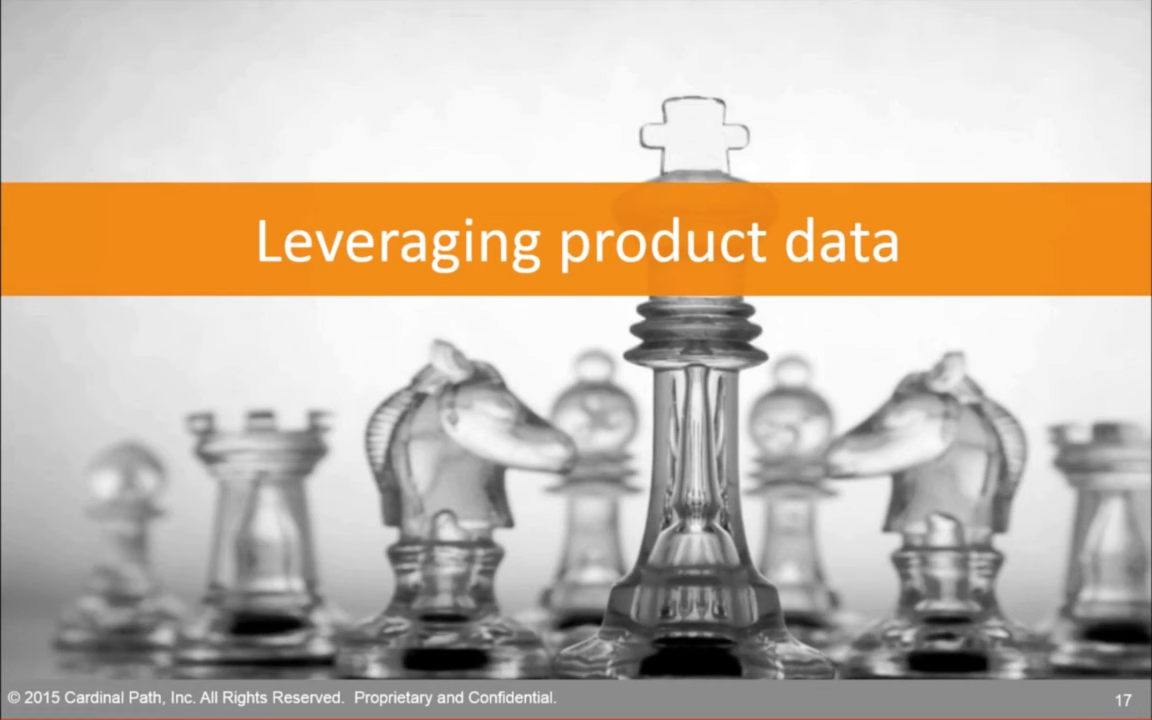 Leveraging product data
© 2015 Cardinal Path, Inc. All Rights Reserved. Proprietary and Confidential.
17